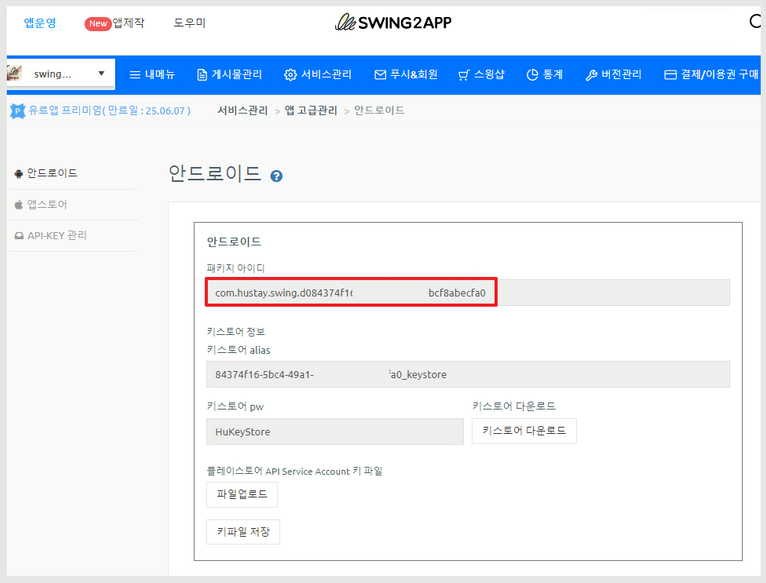 앱운영 New 앱제작 도우미 SWING2APP
swing... 내메뉴 게시물관리 서비스관리 푸시&회원 스윙샵 통계 버전관리 결제/이용권 구매
P 유료앱 프리미엄( 만료일 : 25.06.07 ) 서비스관리 > 앱 고급관리 > 안드로이드
안드로이드
앱스토어
API-KEY 관리
안드로이드 ?
안드로이드
패키지 아이디
com.hustay.swing.d084374f1 bcf8abecfa0
키스토어 정보
키스토어 alias
84374f16-5bc4-49a1- fa0_keystore
키스토어 pw 키스토어 다운로드
HuKeyStore 키스토어 다운로드
플레이스토어 API Service Account 키 파일
파일업로드
키파일 저장